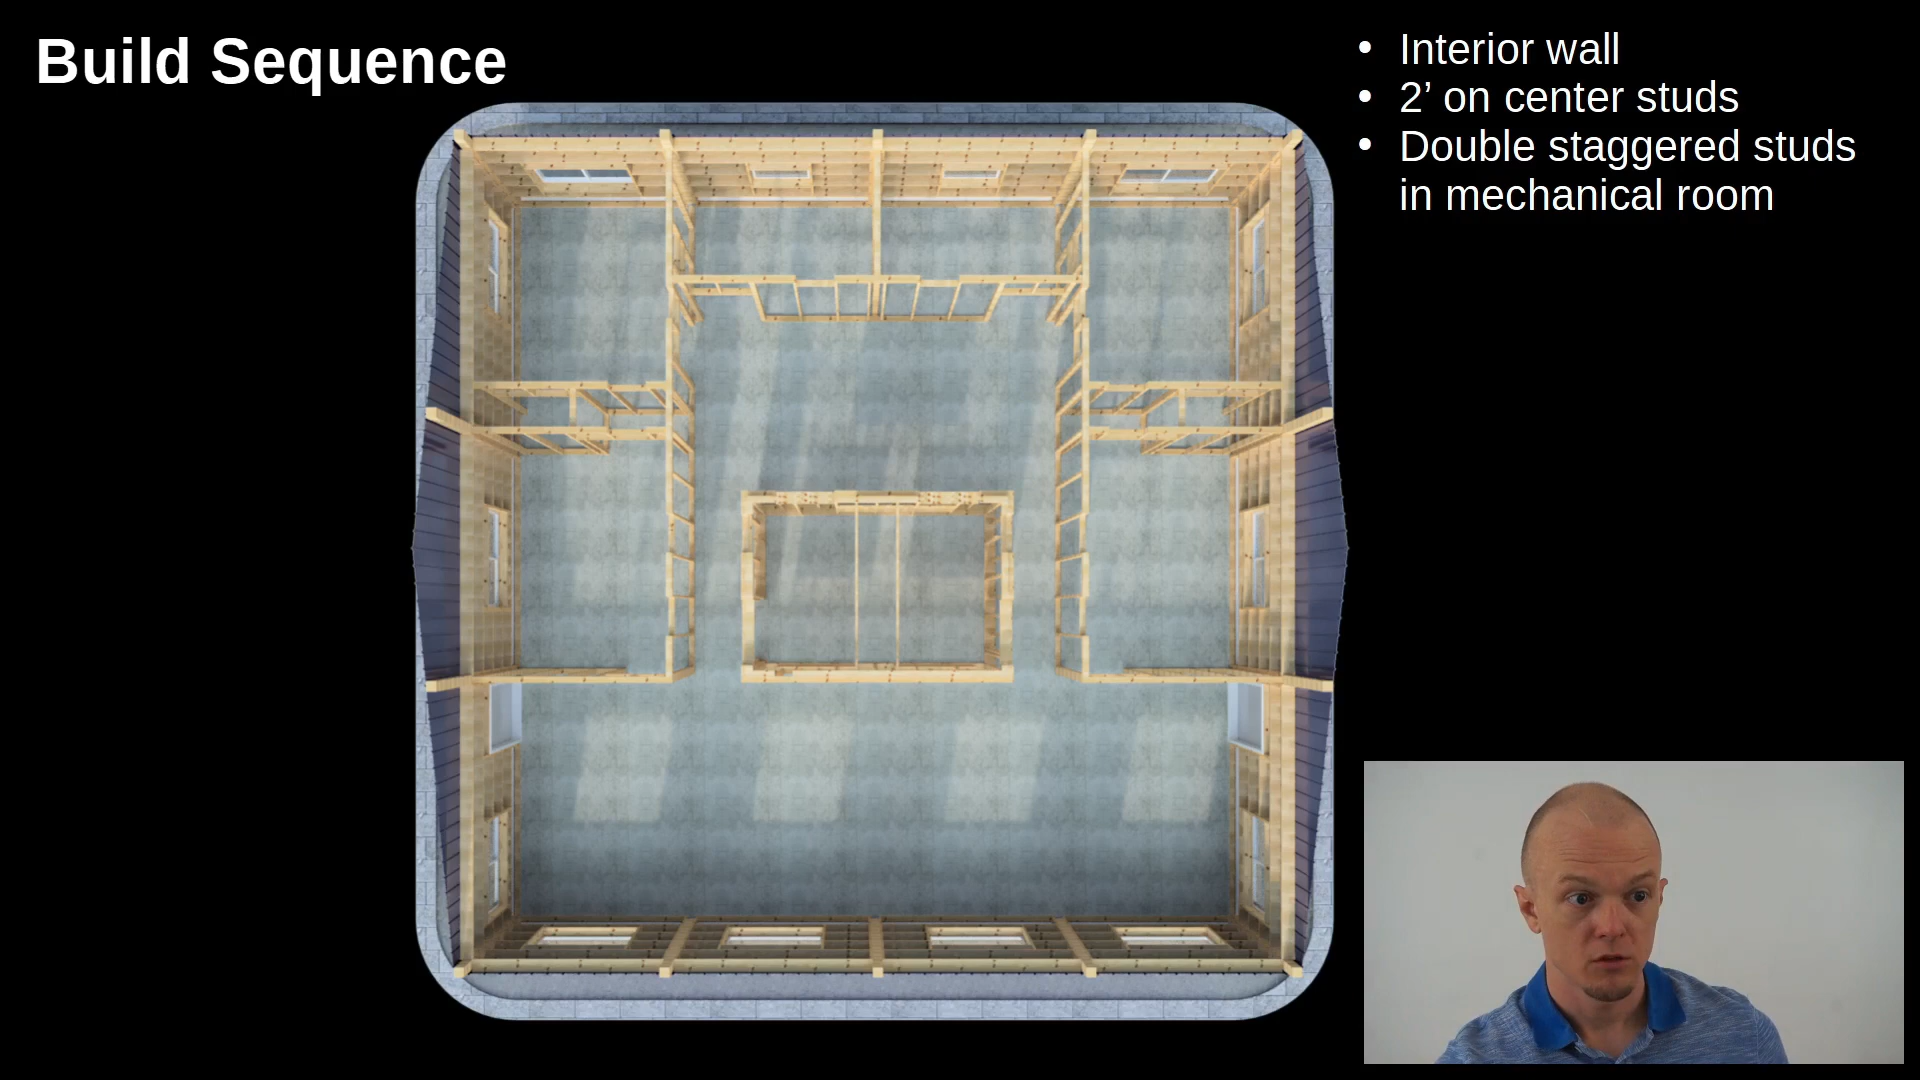 Build Sequence
• Interior wall
• 2’ on center studs
• Double staggered studs
in mechanical room